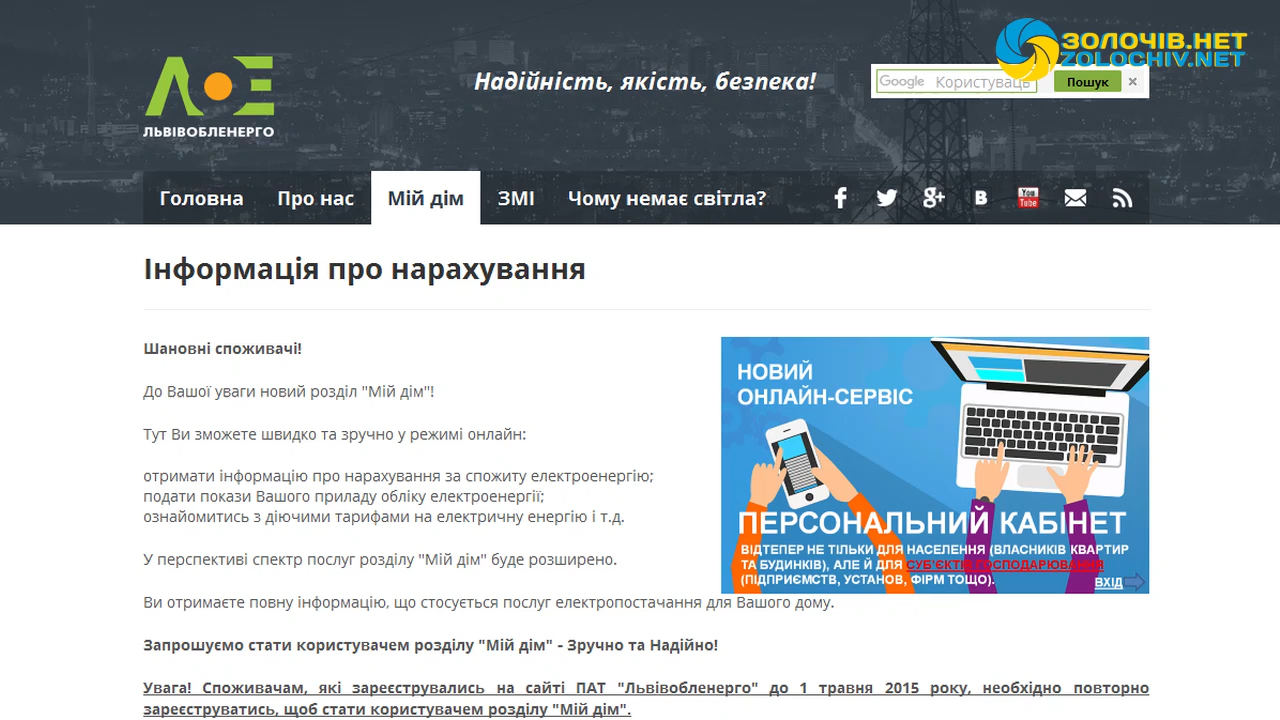 ЗОЛОЧІВ.НЕТ
ZOLOCHIV.NET
ЛЬВІВОБЛЕНЕРГО
Надійність, якість, безпека!
Google Користуваць Пошук ×
Головна Про нас Мій дім ЗМІ Чому немає світла?
You Tube
Інформація про нарахування
Шановні споживачі!
До Вашої уваги новий розділ "Мій дім"!
Тут Ви зможете швидко та зручно у режимі онлайн:
отримати інформацію про нарахування за спожиту електроенергію;
подати покази Вашого приладу обліку електроенергії;
ознайомитись з діючими тарифами на електричну енергію і т.д.
У перспективі спектр послуг розділу "Мій дім" буде розширено.
Ви отримаєте повну інформацію, що стосується послуг електропостачання для Вашого дому.
Запрошуємо стати користувачем розділу "Мій дім" - Зручно та Надійно!
Увага! Споживачам, які зареєструвались на сайті ПАТ "Львівобленерго" до 1 травня 2015 року, необхідно повторно
зареєструватись, щоб стати користувачем розділу "Мій дім".
НОВИЙ
ОНЛАЙН-СЕРВІС
ПЕРСОНАЛЬНИЙ КАБІНЕТ
ВІДТЕПЕР НЕ ТІЛЬКИ ДЛЯ НАСЕЛЕННЯ (ВЛАСНИКІВ КВАРТИР
ТА БУДИНКІВ), АЛЕ Й ДЛЯ СУБ'ЄКТІВ ГОСПОДАРЮВАННЯ
(ПІДПРИЄМСТВ, УСТАНОВ, ФІРМ ТОЩО).
ВХІД